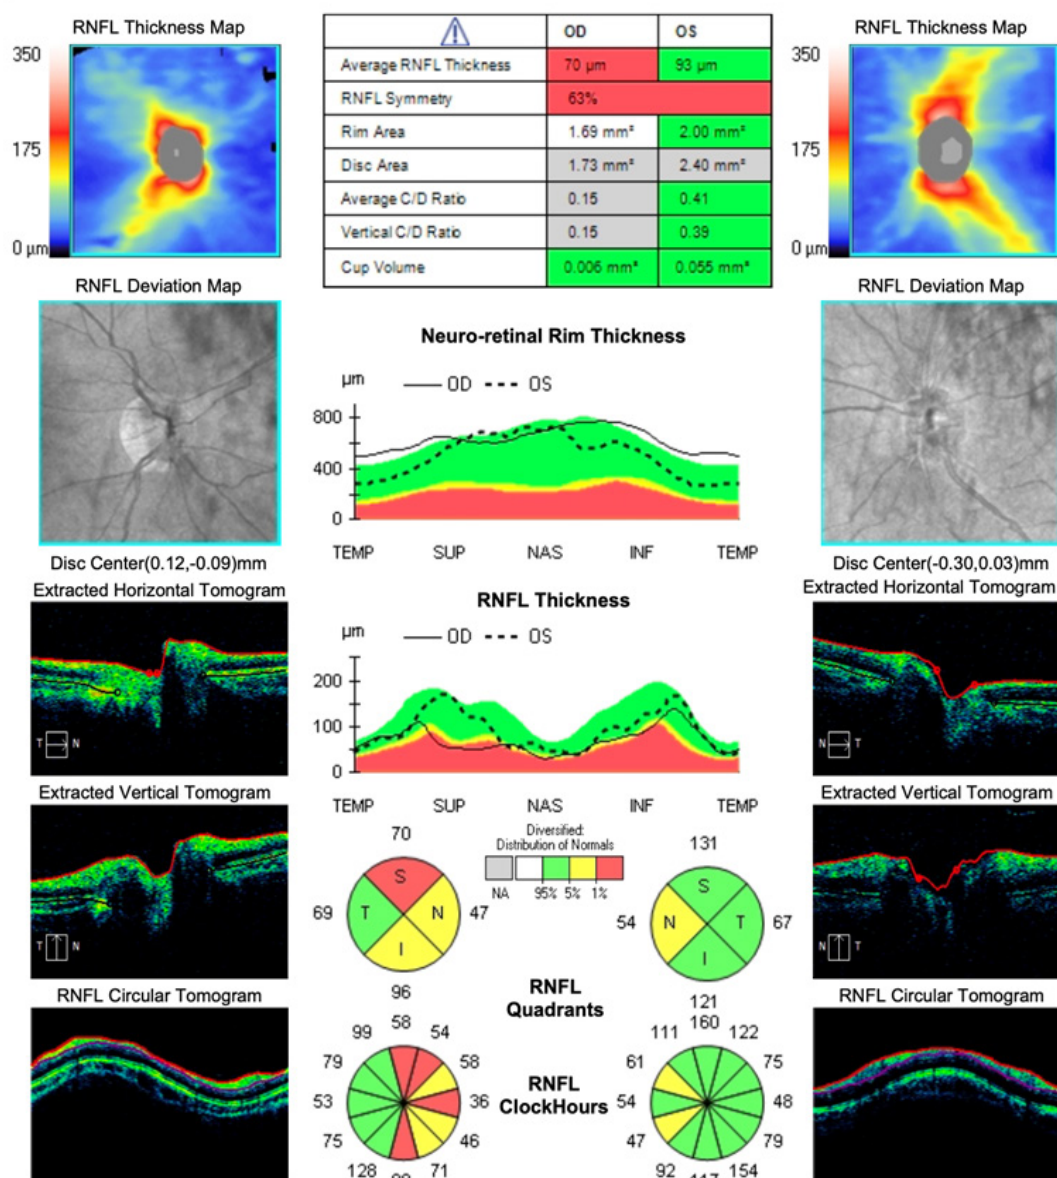 RNFL Thickness Map
350
175
0 µm
OD OS
Average RNFL Thickness 70 µm 93 µm
RNFL Symmetry 63%
Rim Area 1.69 mm² 2.00 mm²
Disc Area 1.73 mm² 2.40 mm²
Average C/D Ratio 0.15 0.41
Vertical C/D Ratio 0.15 0.39
Cup Volume 0.006 mm³ 0.055 mm³
RNFL Thickness Map
350
175
0 µm
RNFL Deviation Map
Disc Center(0.12,-0.09)mm
Neuro-retinal Rim Thickness
µm OD OS
800
400
0
TEMP SUP NAS INF TEMP
RNFL Deviation Map
Disc Center(-0.30,0.03)mm
Extracted Horizontal Tomogram
T N
RNFL Thickness
µm OD OS
200
100
0
TEMP SUP NAS INF TEMP
Extracted Horizontal Tomogram
N T
Extracted Vertical Tomogram
T N
Diversified:
Distribution of Normals
NA 95% 5% 1%
70
S
69 T N 47
I
96
131
S
54 N T 67
I
121
Extracted Vertical Tomogram
N T
RNFL
Quadrants
RNFL Circular Tomogram
58
99 54
79 58
53 36
75 46
128 71
RNFL
ClockHours
160
111 122
61 75
54 48
47 79
92 154
RNFL Circular Tomogram